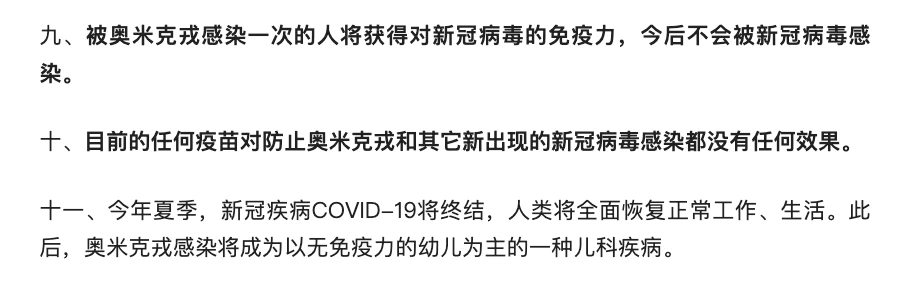 九、被奥米克戎感染一次的人将获得对新冠病毒的免疫力，今后不会被新冠病毒感
染。
十、目前的任何疫苗对防止奥米克戎和其它新出现的新冠病毒感染都没有任何效果。
十一、今年夏季，新冠疾病COVID–19将终结，人类将全面恢复正常工作、生活。此
后，奥米克戎感染将成为以无免疫力的幼儿为主的一种儿科疾病。